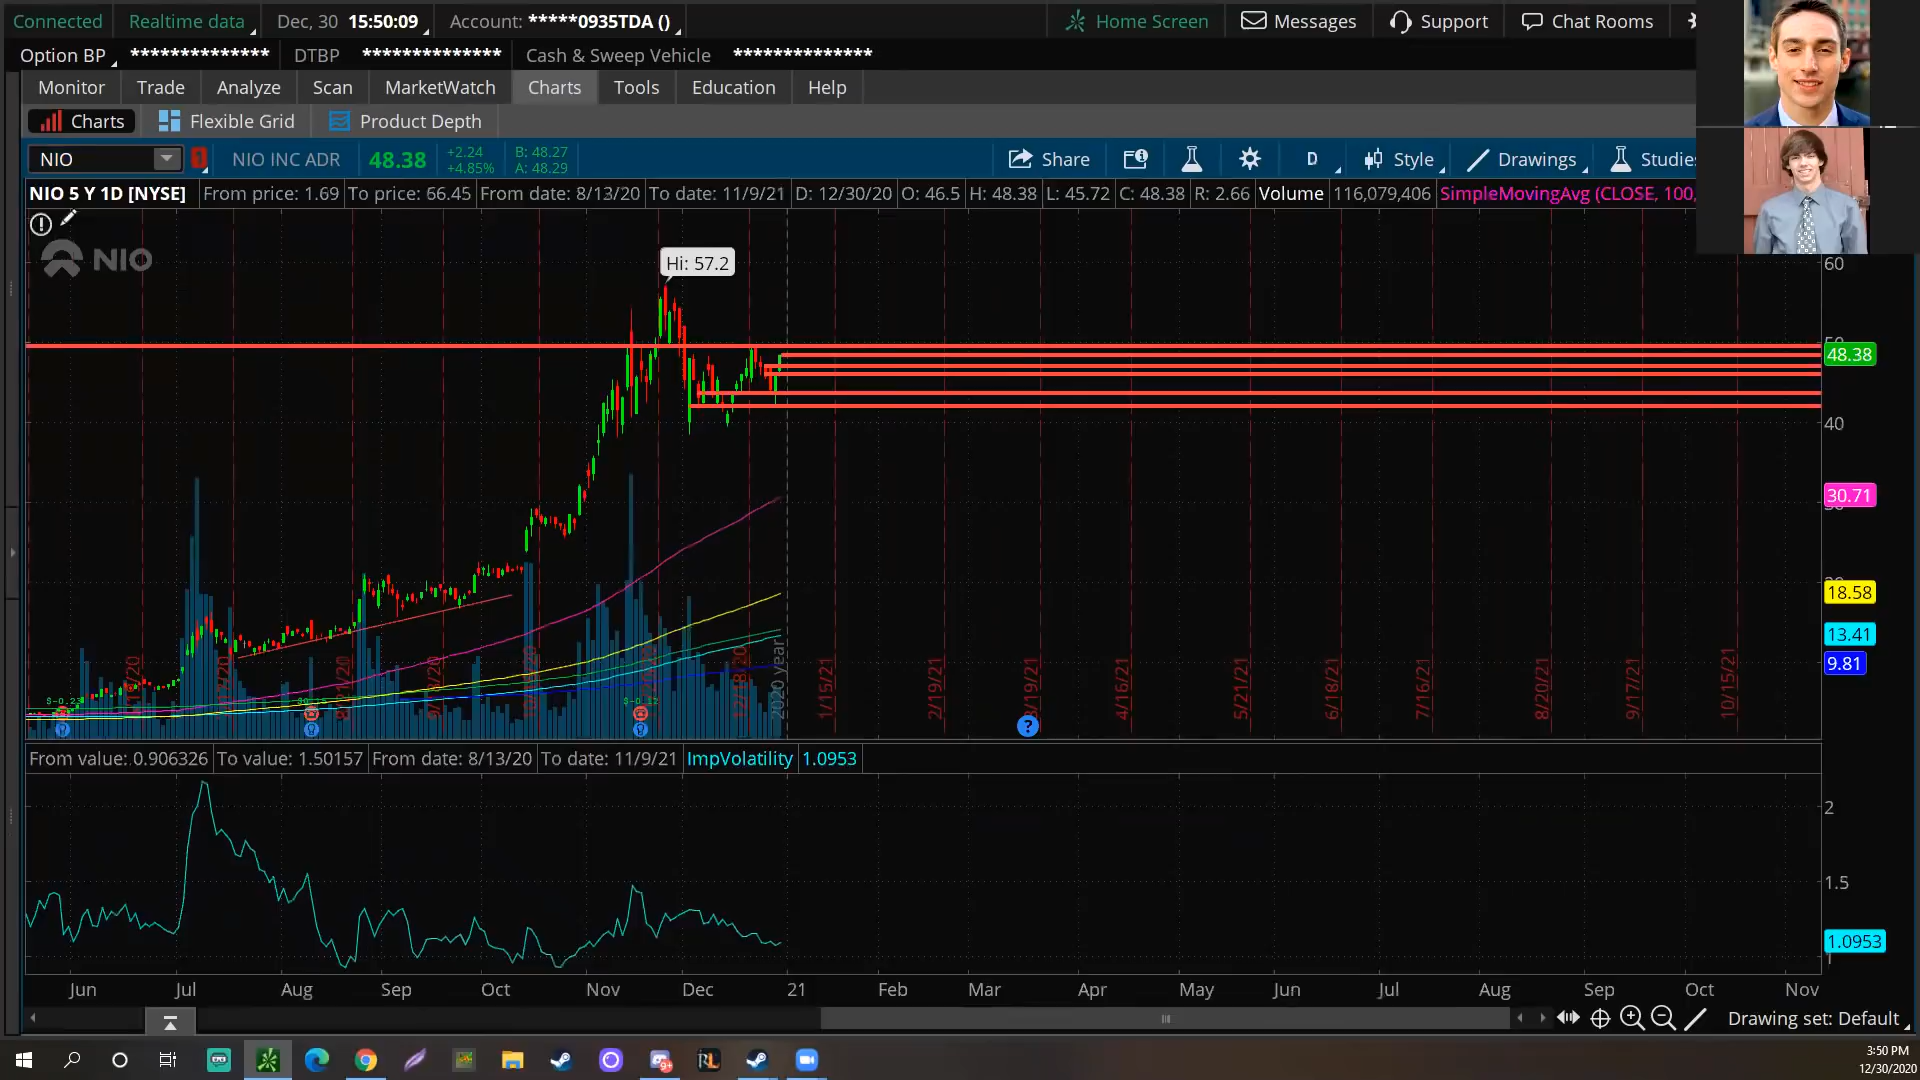 Connected Realtime data Dec, 30 15:50:09 Account: *****0935TDA () Home Screen Messages Support Chat Rooms
Option BP ************** DTBP ************** Cash & Sweep Vehicle **************
Monitor Trade Analyze Scan MarketWatch Charts Tools Education Help
Charts Flexible Grid Product Depth
NIO 1 NIO INC ADR 48.38 +2.24 +4.85% B: 48.27 A: 48.29 Share D Style Drawings Studies
NIO 5 Y 1D [NYSE] From price: 1.69 To price: 66.45 From date: 8/13/20 To date: 11/9/21 D: 12/30/20 O: 46.5 H: 48.38 L: 45.72 C: 48.38 R: 2.66 Volume 116,079,406 SimpleMovingAvg (CLOSE, 100,
NIO
Hi: 57.2
60
48.38
40
30.71
18.58
13.41
9.81
2020 year
1/15/21 2/19/21 3/19/21 4/16/21 5/21/21 6/18/21 7/16/21 8/20/21 9/17/21 10/15/21
From value: 0.906326 To value: 1.50157 From date: 8/13/20 To date: 11/9/21 ImpVolatility 1.0953
2
1.5
1.0953
Jun Jul Aug Sep Oct Nov Dec 21 Feb Mar Apr May Jun Jul Aug Sep Oct Nov
Drawing set: Default
9+ RL
3:50 PM
12/30/2020